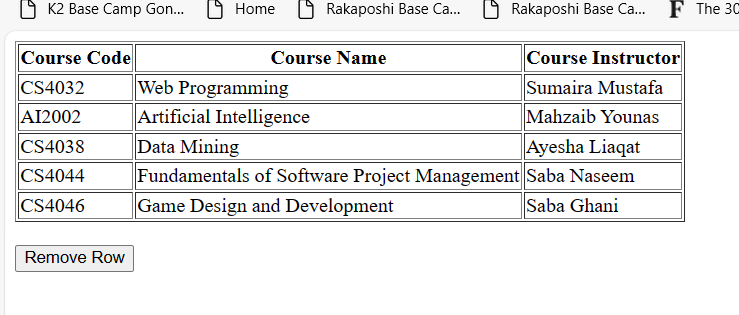 K2 Base Camp Gon... Home Rakaposhi Base Ca... Rakaposhi Base Ca... F The 30
Course Code Course Name Course Instructor
CS4032 Web Programming Sumaira Mustafa
AI2002 Artificial Intelligence Mahzaib Younas
CS4038 Data Mining Ayesha Liaqat
CS4044 Fundamentals of Software Project Management Saba Naseem
CS4046 Game Design and Development Saba Ghani
Remove Row